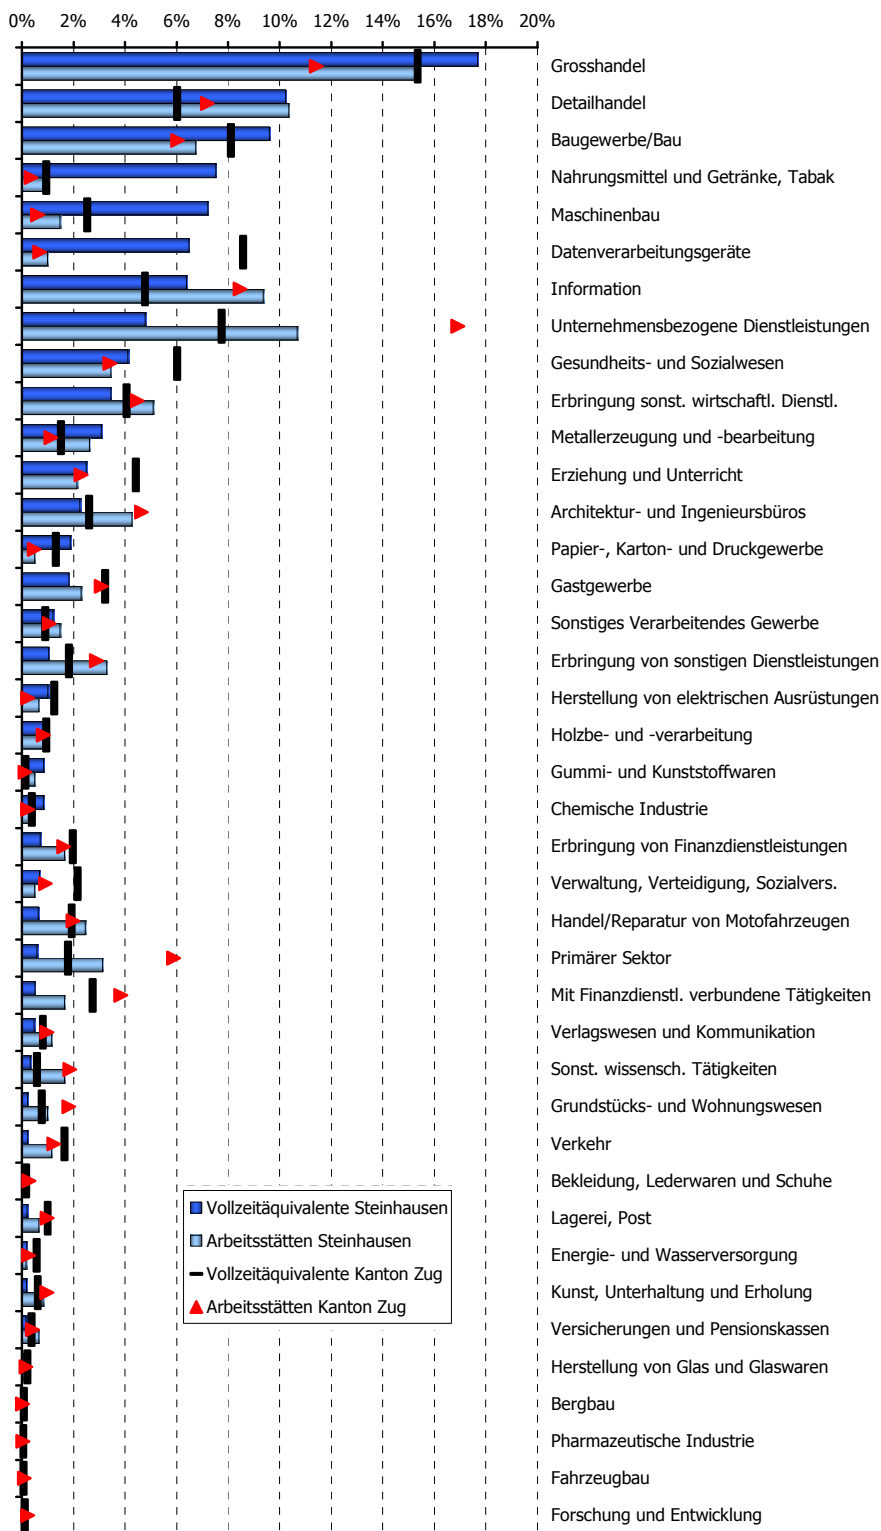 0% 2% 4% 6% 8% 10% 12% 14% 16% 18% 20%
Grosshandel
Detailhandel
Baugewerbe/Bau
Nahrungsmittel und Getränke, Tabak
Maschinenbau
Datenverarbeitungsgeräte
Information
Unternehmensbezogene Dienstleistungen
Gesundheits- und Sozialwesen
Erbringung sonst. wirtschaftl. Dienstl.
Metallerzeugung und -bearbeitung
Erziehung und Unterricht
Architektur- und Ingenieursbüros
Papier-, Karton- und Druckgewerbe
Gastgewerbe
Sonstiges Verarbeitendes Gewerbe
Erbringung von sonstigen Dienstleistungen
Herstellung von elektrischen Ausrüstungen
Holzbe- und -verarbeitung
Gummi- und Kunststoffwaren
Chemische Industrie
Erbringung von Finanzdienstleistungen
Verwaltung, Verteidigung, Sozialvers.
Handel/Reparatur von Motofahrzeugen
Primärer Sektor
Mit Finanzdienstl. verbundene Tätigkeiten
Verlagswesen und Kommunikation
Sonst. wissensch. Tätigkeiten
Grundstücks- und Wohnungswesen
Verkehr
Bekleidung, Lederwaren und Schuhe
Lagerei, Post
Energie- und Wasserversorgung
Kunst, Unterhaltung und Erholung
Versicherungen und Pensionskassen
Herstellung von Glas und Glaswaren
Bergbau
Pharmazeutische Industrie
Fahrzeugbau
Forschung und Entwicklung
Vollzeitäquivalente Steinhausen
Arbeitsstätten Steinhausen
Vollzeitäquivalente Kanton Zug
Arbeitsstätten Kanton Zug